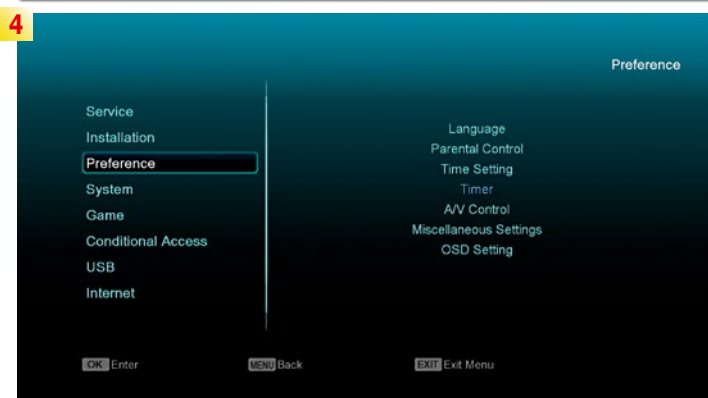 4
Preference
Service
Installation
Preference
System
Game
Conditional Access
USB
Internet
Language
Parental Control
Time Setting
Timer
A/V Control
Miscellaneous Settings
OSD Setting
OK Enter
MENU Back
EXIT Exit Menu